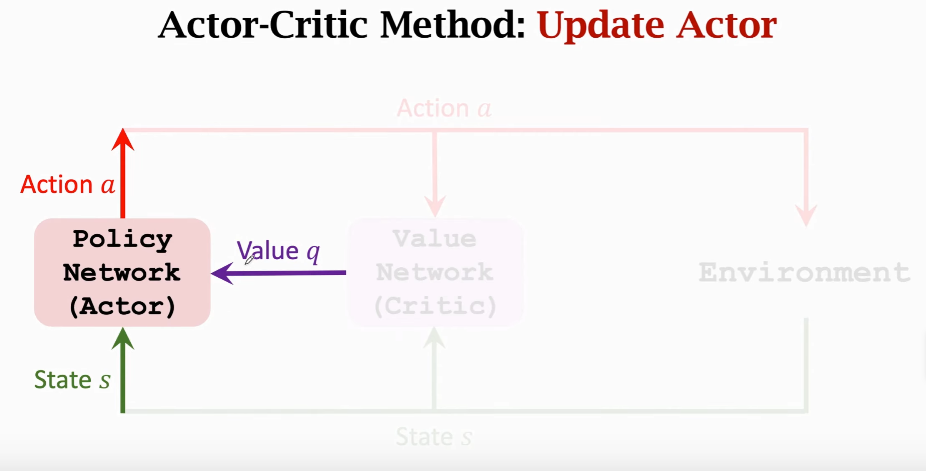 Actor-Critic Method: Update Actor
Action a
Action a
Policy
Network
(Actor)
Value q
Value
Network
(Critic)
Environment
State s
State s